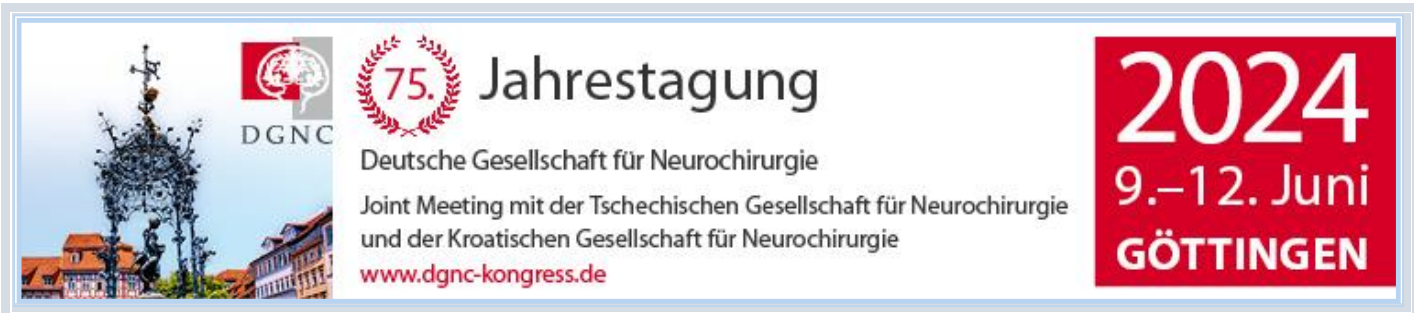 DGNC
75. Jahrestagung
Deutsche Gesellschaft für Neurochirurgie
Joint Meeting mit der Tschechischen Gesellschaft für Neurochirurgie
und der Kroatischen Gesellschaft für Neurochirurgie
www.dgnc-kongress.de
2024
9.–12. Juni
GÖTTINGEN